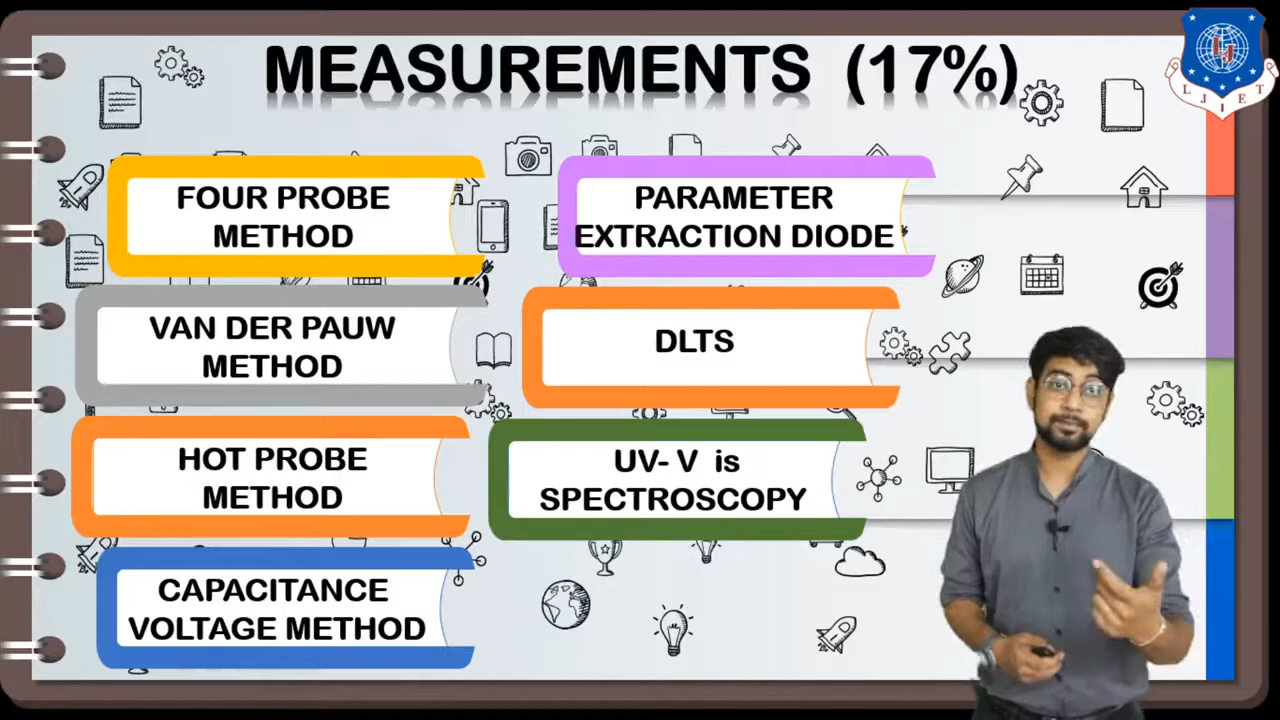 MEASUREMENTS (17%)
LJIET
FOUR PROBE
METHOD
PARAMETER
EXTRACTION DIODE
VAN DER PAUW
METHOD
DLTS
HOT PROBE
METHOD
UV- V is
SPECTROSCOPY
CAPACITANCE
VOLTAGE METHOD